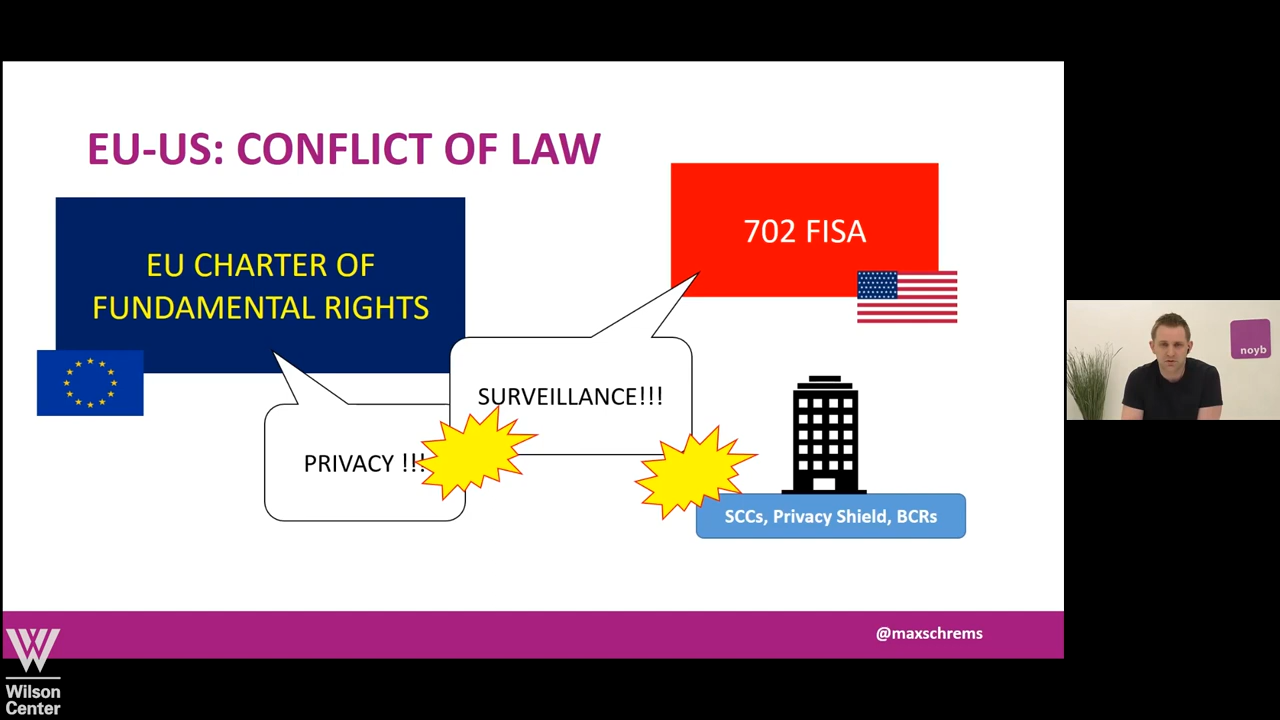 EU-US: CONFLICT OF LAW
EU CHARTER OF
FUNDAMENTAL RIGHTS
702 FISA
SURVEILLANCE!!!
PRIVACY !!!
SCCs, Privacy Shield, BCRs
@maxschrems
noyb
Wilson
Center